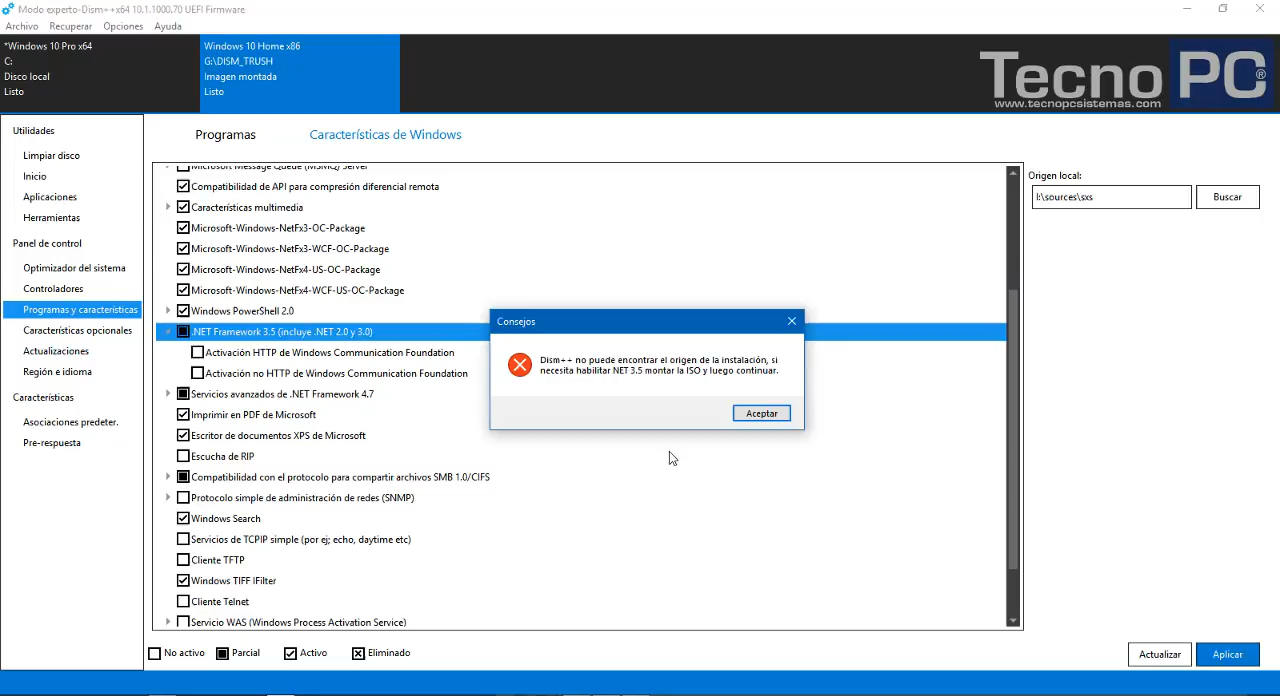 Modo experto-Dism++x64 10.1.1000.70 UEFI Firmware
Archivo Recuperar Opciones Ayuda
*Windows 10 Pro x64
C:
Disco local
Listo
Windows 10 Home x86
G:\DISM_TRUSH
Imagen montada
Listo
TecnoPC®
www.tecnopcsistemas.com
Utilidades
Limpiar disco
Inicio
Aplicaciones
Herramientas
Panel de control
Optimizador del sistema
Controladores
Programas y características
Características opcionales
Actualizaciones
Región e idioma
Características
Asociaciones predeter.
Pre-respuesta
Programas Características de Windows
Microsoft Message Queue (MSMQ) Server
Compatibilidad de API para compresión diferencial remota
Características multimedia
Microsoft-Windows-NetFx3-OC-Package
Microsoft-Windows-NetFx3-WCF-OC-Package
Microsoft-Windows-NetFx4-US-OC-Package
Microsoft-Windows-NetFx4-WCF-US-OC-Package
Windows PowerShell 2.0
.NET Framework 3.5 (incluye .NET 2.0 y 3.0)
Activación HTTP de Windows Communication Foundation
Activación no HTTP de Windows Communication Foundation
Servicios avanzados de .NET Framework 4.7
Imprimir en PDF de Microsoft
Escritor de documentos XPS de Microsoft
Escucha de RIP
Compatibilidad con el protocolo para compartir archivos SMB 1.0/CIFS
Protocolo simple de administración de redes (SNMP)
Windows Search
Servicios de TCPIP simple (por ej; echo, daytime etc)
Cliente TFTP
Windows TIFF IFilter
Cliente Telnet
Servicio WAS (Windows Process Activation Service)
Consejos
Dism++ no puede encontrar el origen de la instalación, si
necesita habilitar NET 3.5 montar la ISO y luego continuar.
Aceptar
Origen local:
I:\sources\sxs
Buscar
No activo Parcial Activo Eliminado
Actualizar Aplicar